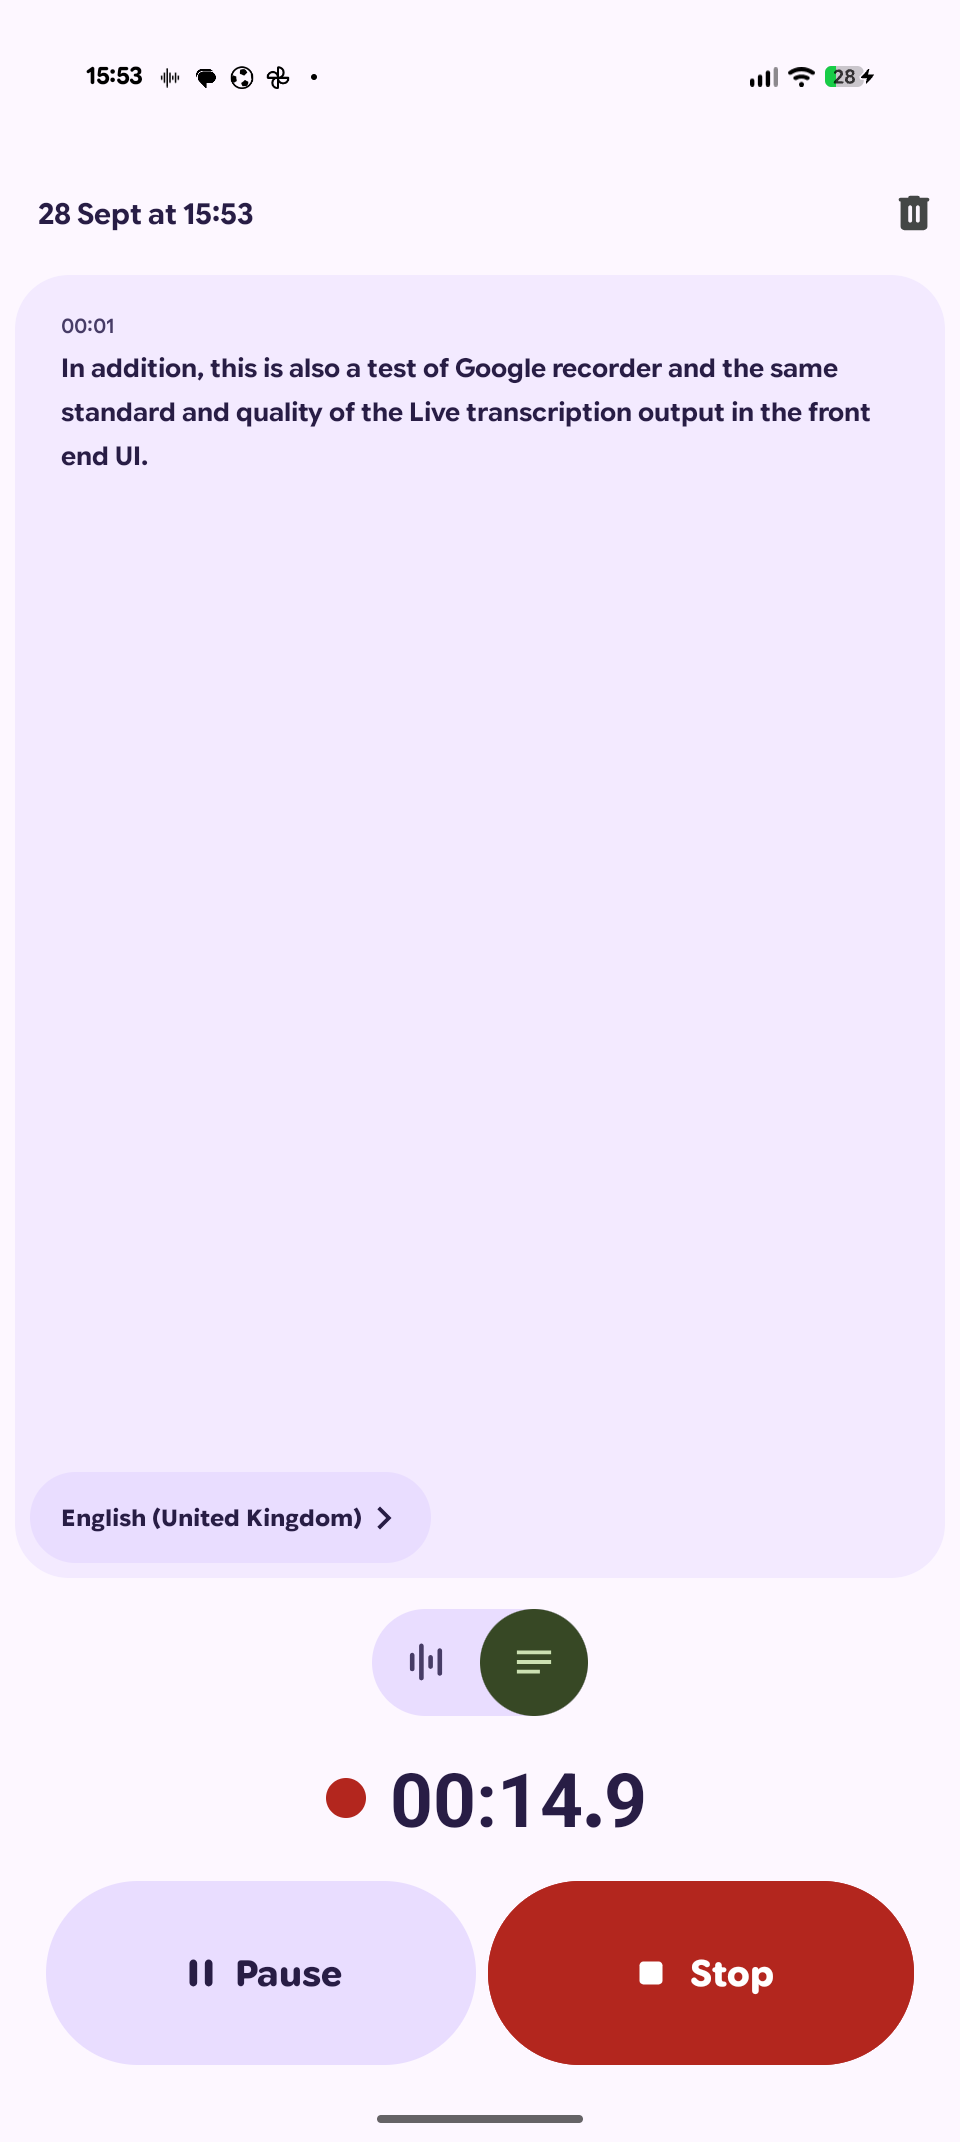 15:53
28
28 Sept at 15:53
00:01
In addition, this is also a test of Google recorder and the same
standard and quality of the Live transcription output in the front
end UI.
English (United Kingdom)
00:14.9
Pause
Stop